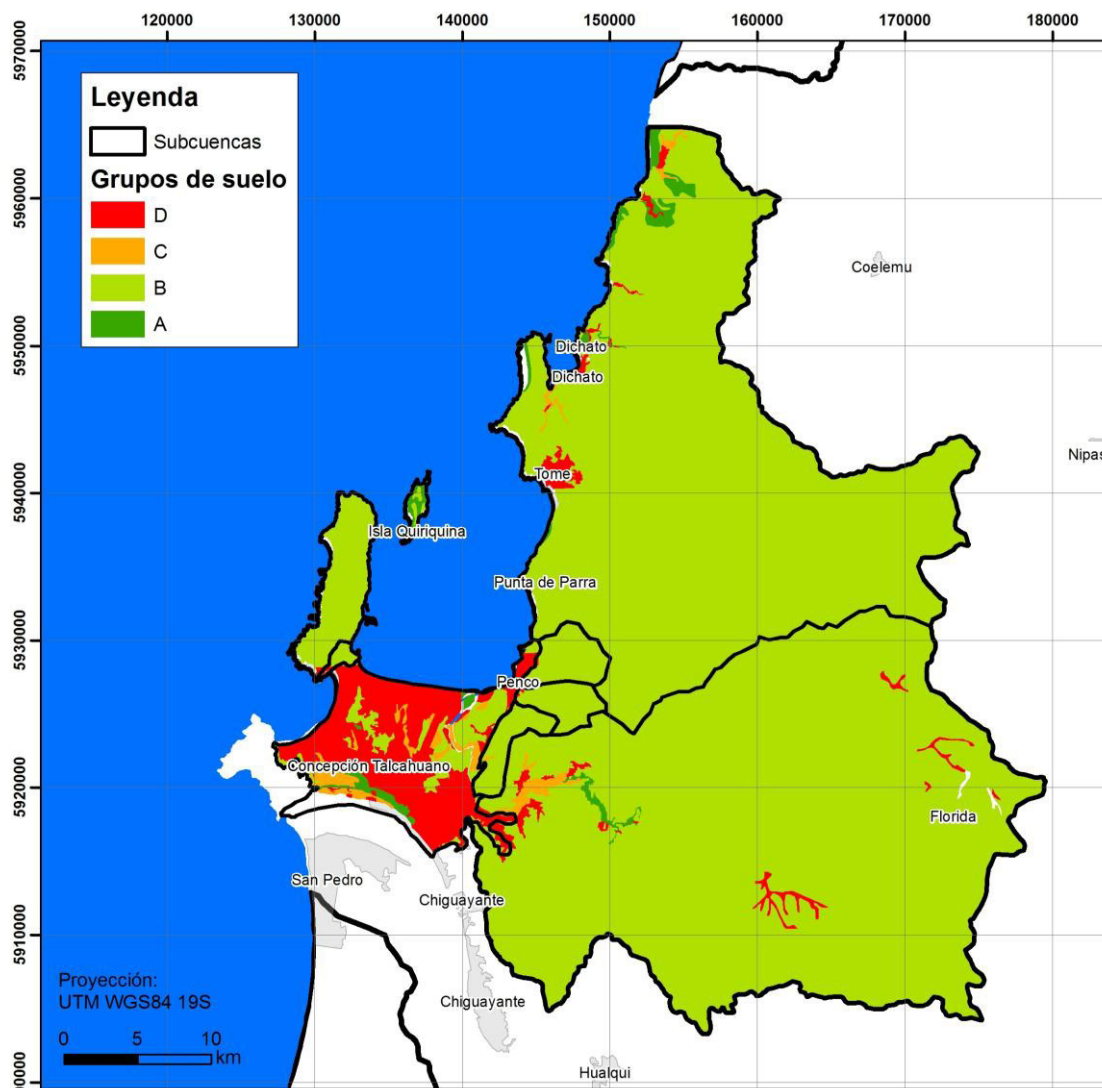 120000 130000 140000 150000 160000 170000 180000
5970000
Leyenda
Subcuencas
Grupos de suelo
D
C
B
A
5960000
Coelemu
5950000
Dichato
Dichato
Nipas
Tome
5940000
Isla Quiriquina
Punta de Parra
5930000
Penco
Concepción Talcahuano
5920000
Florida
San Pedro
Chiguayante
5910000
Proyección:
UTM WGS84 19S
Chiguayante
0 5 10
km
Hualqui